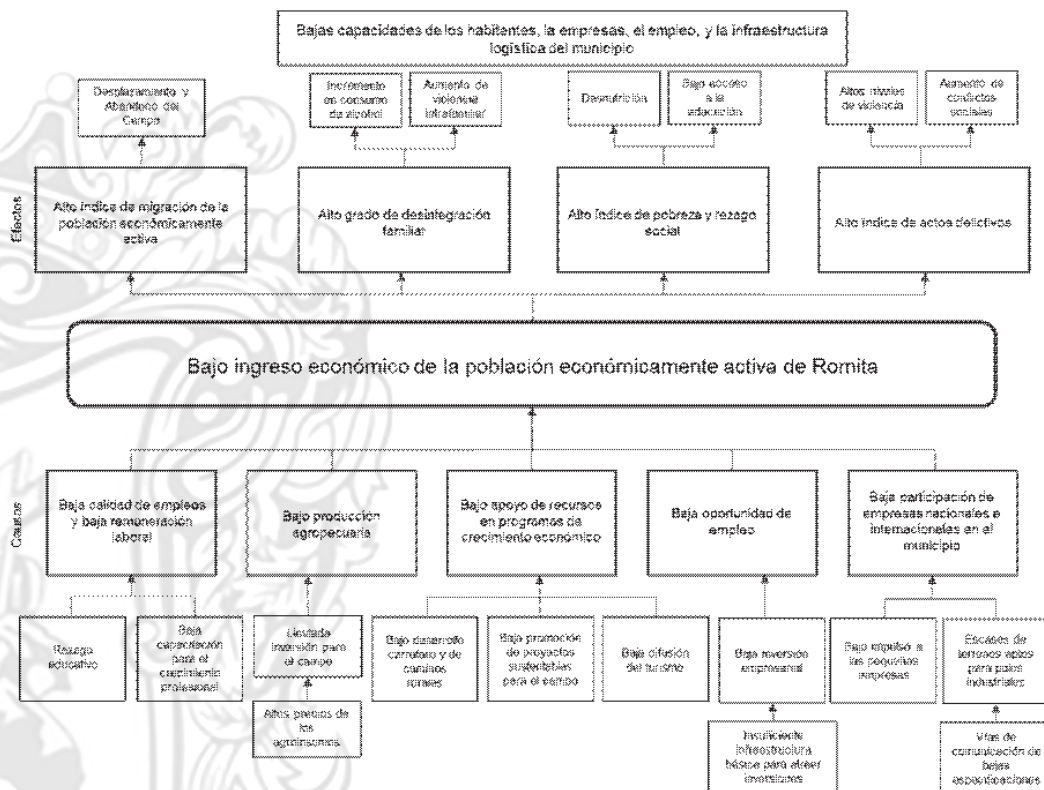 Bajas capacidades de los habitentes, la empresas, el empleo, y la infraestructura
logística del municipio
Desplazamiento y
Abandono del
Campo
Incremento
en consumo
de alcohol
Aumento de
violencia
intrafamiliar
Desnutrición
Bajo acceso
a la
educación
Altos niveles
de violencia
Aumento de
conflictos
sociales
Efectos
Alto índice de migración de la
población económicamente
activa
Alto grado de desintegración
familiar
Alto índice de pobreza y rezago
social
Alto índice de actos delictivos
Bajo ingreso económico de la población económicamente activa de Romita
Causas
Baja calidad de empleos
y baja remuneración
laboral
Bajo producción
agropecuaria
Bajo apoyo de recursos
en programas de
crecimiento económico
Baja oportunidad de
empleo
Baja participación de
empresas nacionales e
internacionales en el
municipio
Rezago
educativo
Baja
capacitación
para el
crecimiento
profesional
Limitada
inversión para
el campo
Bajo desarrollo
carretero y de
caminos
rurales
Baja promoción
de proyectos
sustentables
para el campo
Baja difusión
del turismo
Baja inversión
empresarial
Bajo impulso a
las pequeñas
empresas
Escases de
terrenos aptos
para polos
industriales
Altos precios de
los
agroinsumos
Insuficiente
infraestructura
básica para atraer
inversiones
Vías de
comunicación de
bajas
especificaciones